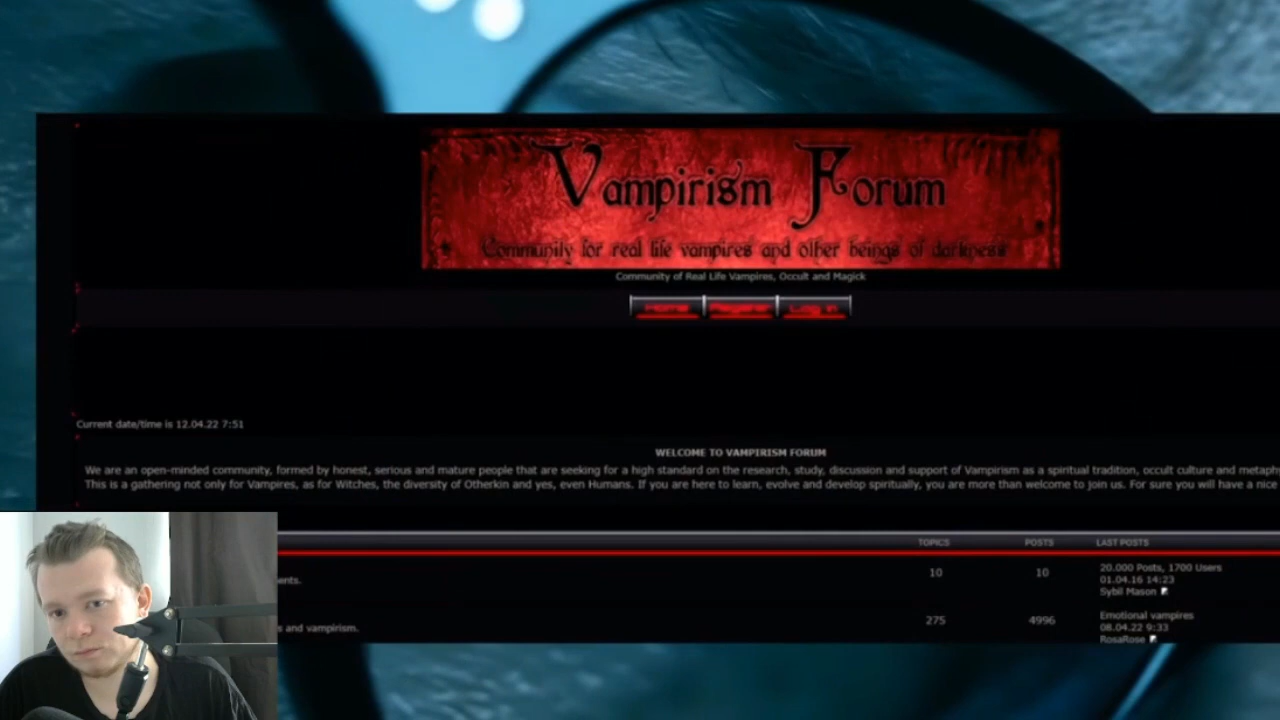 Vampirism Forum
Community for real life vampires and other beings of darkness
Community of Real Life Vampires, Occult and Magick
Home Register Log in
Current date/time is 12.04.22 7:51
WELCOME TO VAMPIRISM FORUM
We are an open-minded community, formed by honest, serious and mature people that are seeking for a high standard on the research, study, discussion and support of Vampirism as a spiritual tradition, occult culture and metaph
This is a gathering not only for Vampires, as for Witches, the diversity of Otherkin and yes, even Humans. If you are here to learn, evolve and develop spiritually, you are more than welcome to join us. For sure you will have a nice
TOPICS POSTS LAST POSTS
ents. 10 10 20.000 Posts, 1700 Users
01.04.16 14:23
Sybil Mason
s and vampirism. 275 4996 Emotional vampires
08.04.22 9:33
RosaRose